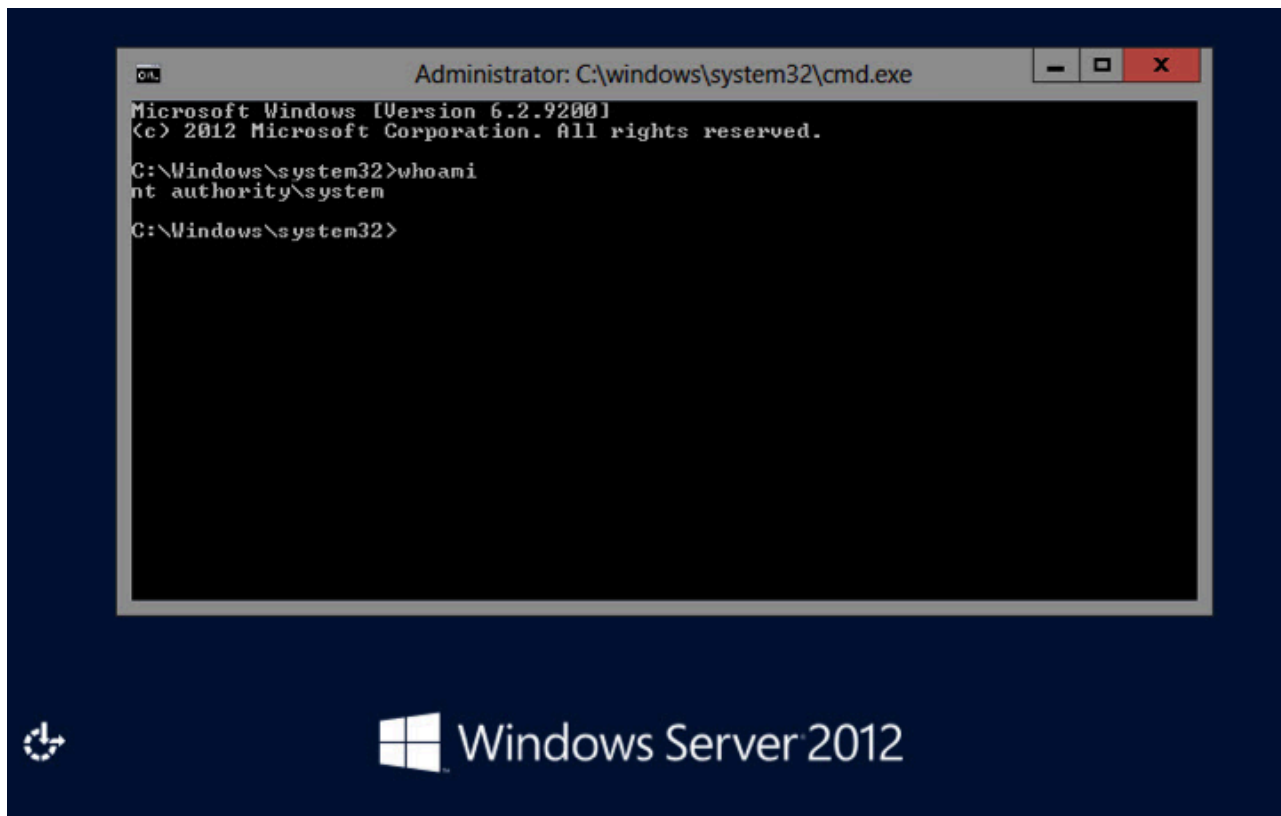 Administrator: C:\windows\system32\cmd.exe
Microsoft Windows [Version 6.2.9200]
(c) 2012 Microsoft Corporation. All rights reserved.
C:\Windows\system32>whoami
nt authority\system
C:\Windows\system32>
Windows Server 2012